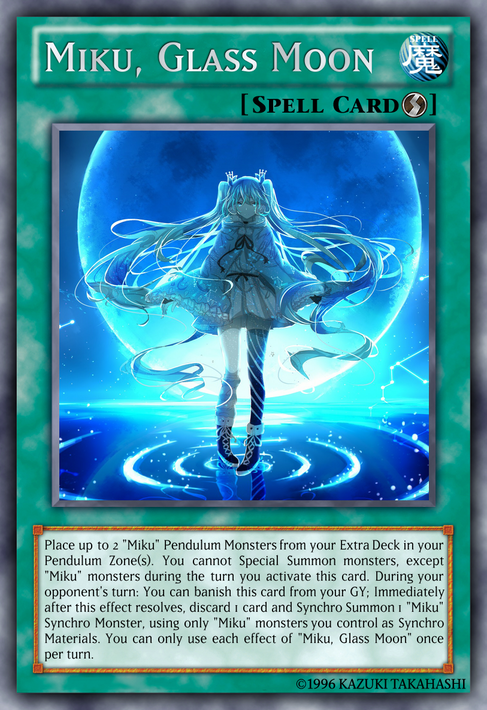 MIKU, GLASS MOON
SPELL
魔
[SPELL CARD]
Place up to 2 "Miku" Pendulum Monsters from your Extra Deck in your
Pendulum Zone(s). You cannot Special Summon monsters, except
"Miku" monsters during the turn you activate this card. During your
opponent's turn: You can banish this card from your GY; Immediately
after this effect resolves, discard 1 card and Synchro Summon 1 "Miku"
Synchro Monster, using only "Miku" monsters you control as Synchro
Materials. You can only use each effect of "Miku, Glass Moon" once
per turn.
©1996 KAZUKI TAKAHASHI